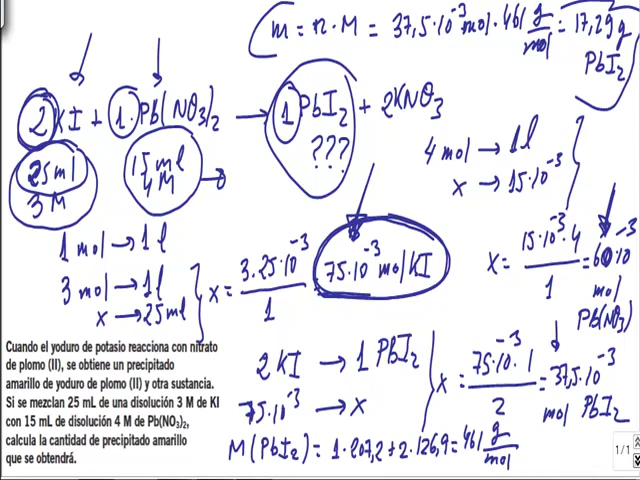 m = n · M = 37,5·10⁻³ mol · 461 g/mol = 17,29 g PbI₂
2 KI + 1·Pb(NO₃)₂ → 1 PbI₂ + 2KNO₃
25 ml 15 ml ???
3 M 4 M
4 mol → 1 l
x → 15·10⁻³
x = 15·10⁻³·4 / 1 = 60·10⁻³ mol Pb(NO₃)
1 mol → 1 l
3 mol → 1 l
x → 25 ml
x = 3·25·10⁻³ / 1
75·10⁻³ mol KI
2 KI → 1 PbI₂
75·10⁻³ → x
x = 75·10⁻³·1 / 2 = 37,5·10⁻³ mol PbI₂
M (PbI₂) = 1·207,2 + 2·126,9 = 461 g/mol
Cuando el yoduro de potasio reacciona con nitrato
de plomo (II), se obtiene un precipitado
amarillo de yoduro de plomo (II) y otra sustancia.
Si se mezclan 25 mL de una disolución 3 M de KI
con 15 mL de disolución 4 M de Pb(NO₃)₂,
calcula la cantidad de precipitado amarillo
que se obtendrá.
1/1